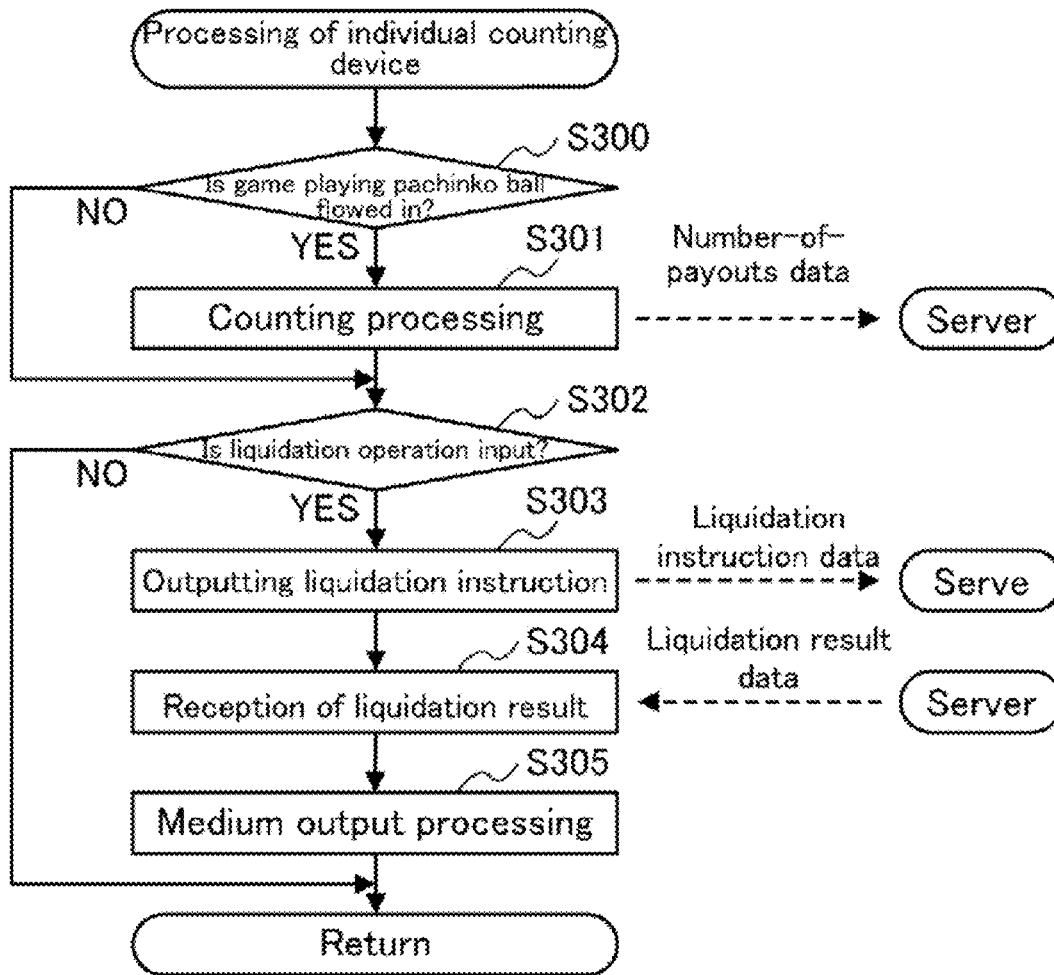 Processing of individual counting
device
S300
Is game playing pachinko ball
flowed in?
NO
YES
S301
Number-of-
payouts data
Counting processing
Server
S302
Is liquidation operation input?
NO
YES
S303
Liquidation
instruction data
Outputting liquidation instruction
Serve
S304
Liquidation result
data
Reception of liquidation result
Server
S305
Medium output processing
Return